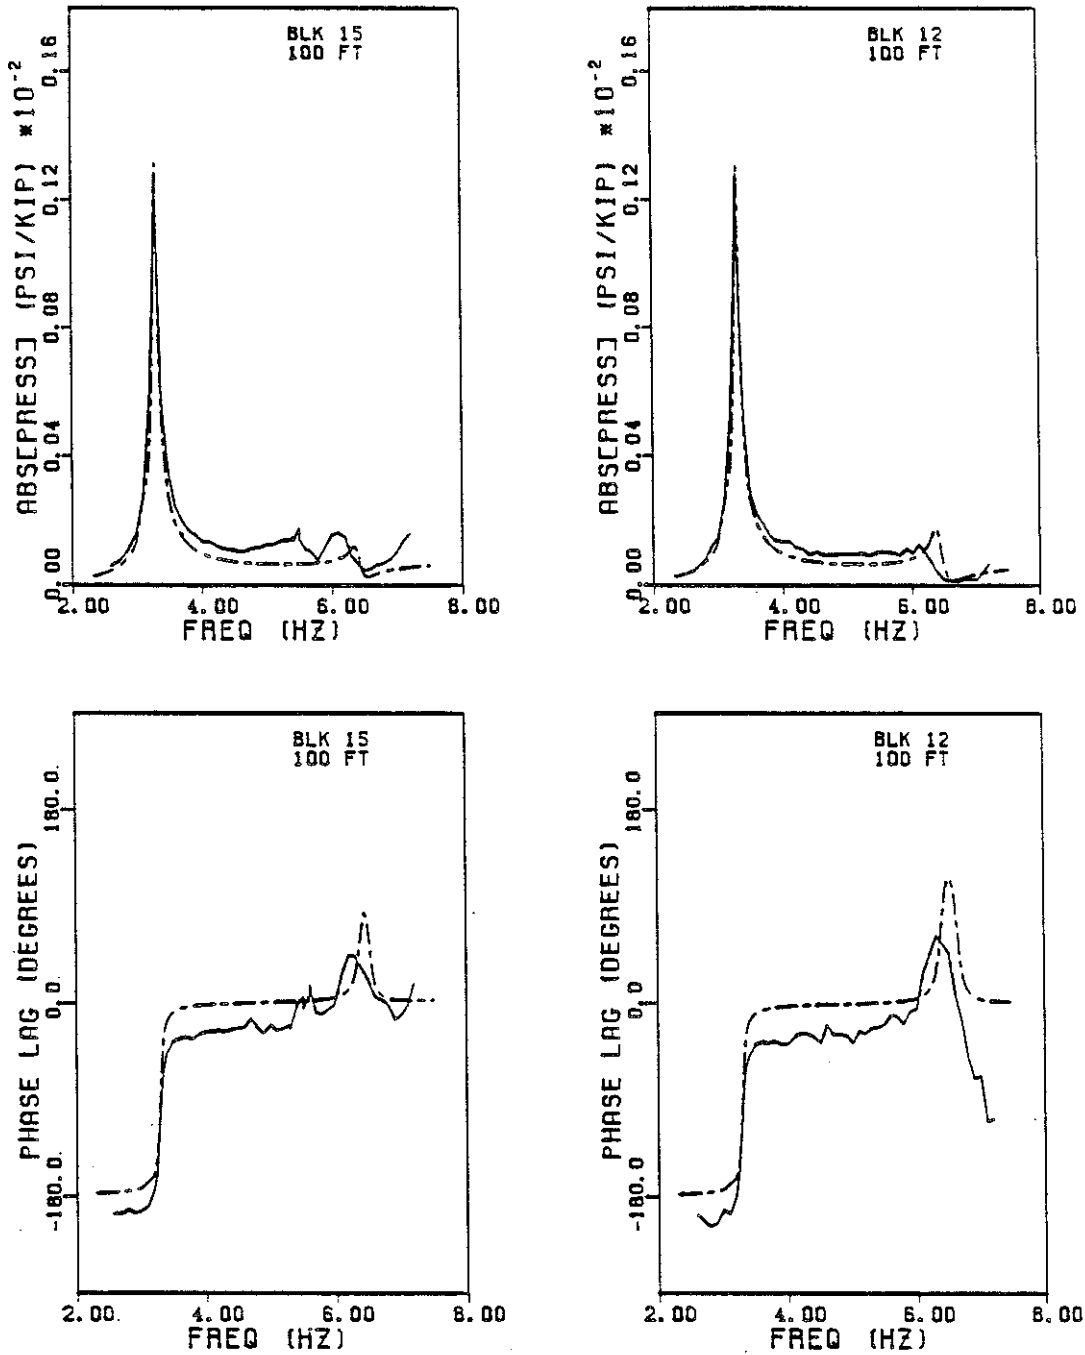 BLK 15
100 FT
ABS[PRESS] (PSI/KIP) *10-2
0.16
0.12
0.08
0.04
0.00
2.00 4.00 6.00 8.00
FREQ (HZ)
BLK 12
100 FT
ABS[PRESS] (PSI/KIP) *10-2
0.16
0.12
0.08
0.04
0.00
2.00 4.00 6.00 8.00
FREQ (HZ)
BLK 15
100 FT
PHASE LAG (DEGREES)
180.0.
0.0.
-180.0.
2.00. 4.00 6.00 8.00
FREQ (HZ)
BLK 12
100 FT
PHASE LAG (DEGREES)
180.0
0.0.
-180.0.
2.00 4.00 6.00 8.00
FREQ (HZ)